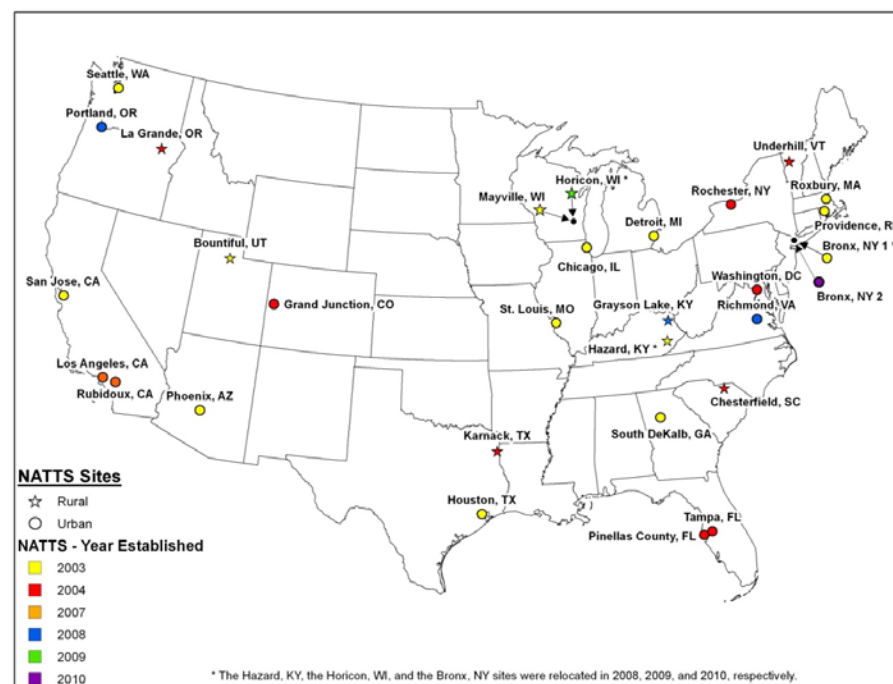 Seattle, WA
Portland, OR
La Grande, OR
Underhill, VT
Horicon, WI *
Mayville, WI
Roxbury, MA
Rochester, NY
Detroit, MI
Providence, RI
Bountiful, UT
Bronx, NY 1 *
Chicago, IL
San Jose, CA
Washington, DC
Grand Junction, CO
Grayson Lake, KY
Richmond, VA
Bronx, NY 2
St. Louis, MO
Hazard, KY *
Los Angeles, CA
Rubidoux, CA
Phoenix, AZ
Chesterfield, SC
South DeKalb, GA
Karnack, TX
Houston, TX
Tampa, FL
Pinellas County, FL
NATTS Sites
Rural
Urban
NATTS - Year Established
2003
2004
2007
2008
2009
2010
* The Hazard, KY, the Horicon, WI, and the Bronx, NY sites were relocated in 2008, 2009, and 2010, respectively.